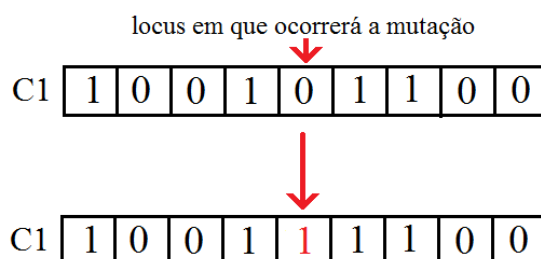 locus em que ocorrerá a mutação
C1 1 0 0 1 0 1 1 0 0
C1 1 0 0 1 1 1 1 0 0